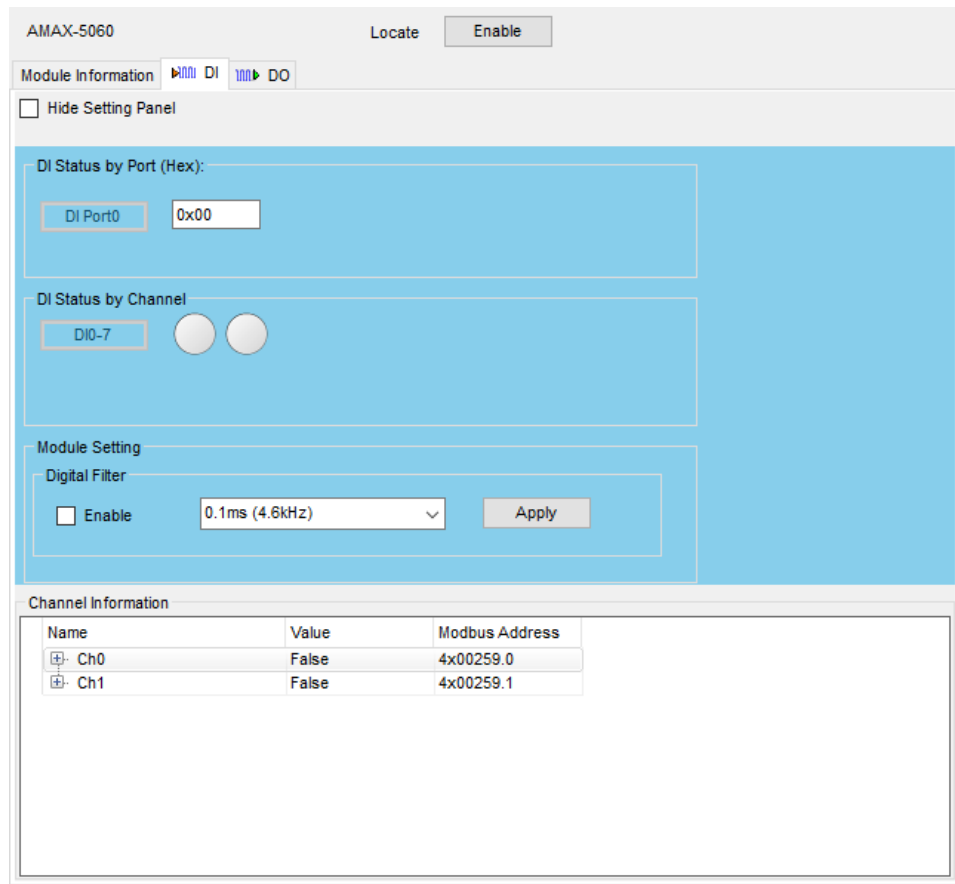 AMAX-5060 Locate Enable
Module Information DI DO
Hide Setting Panel
DI Status by Port (Hex):
DI Port0 0x00
DI Status by Channel
DI0-7
Module Setting
Digital Filter
Enable 0.1ms (4.6kHz) Apply
Channel Information
Name Value Modbus Address
Ch0 False 4x00259.0
Ch1 False 4x00259.1